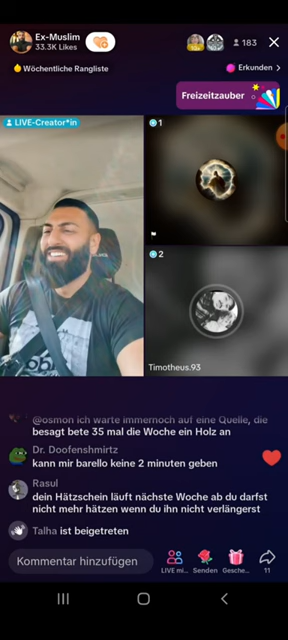 Ex-Muslim
33.3K Likes
183
Wöchentliche Rangliste
Erkunden >
Freizeitzauber
LIVE-Creator*in
1
2
Timotheus.93
@osmon ich warte immernoch auf eine Quelle, die
besagt bete 35 mal die Woche ein Holz an
Dr. Doofenshmirtz
kann mir barello keine 2 minuten geben
Rasul
dein Hätzschein läuft nächste Woche ab du darfst
nicht mehr hätzen wenn du ihn nicht verlängerst
Talha ist beigetreten
Kommentar hinzufügen
LIVE mi...
Senden
Gesche...
11